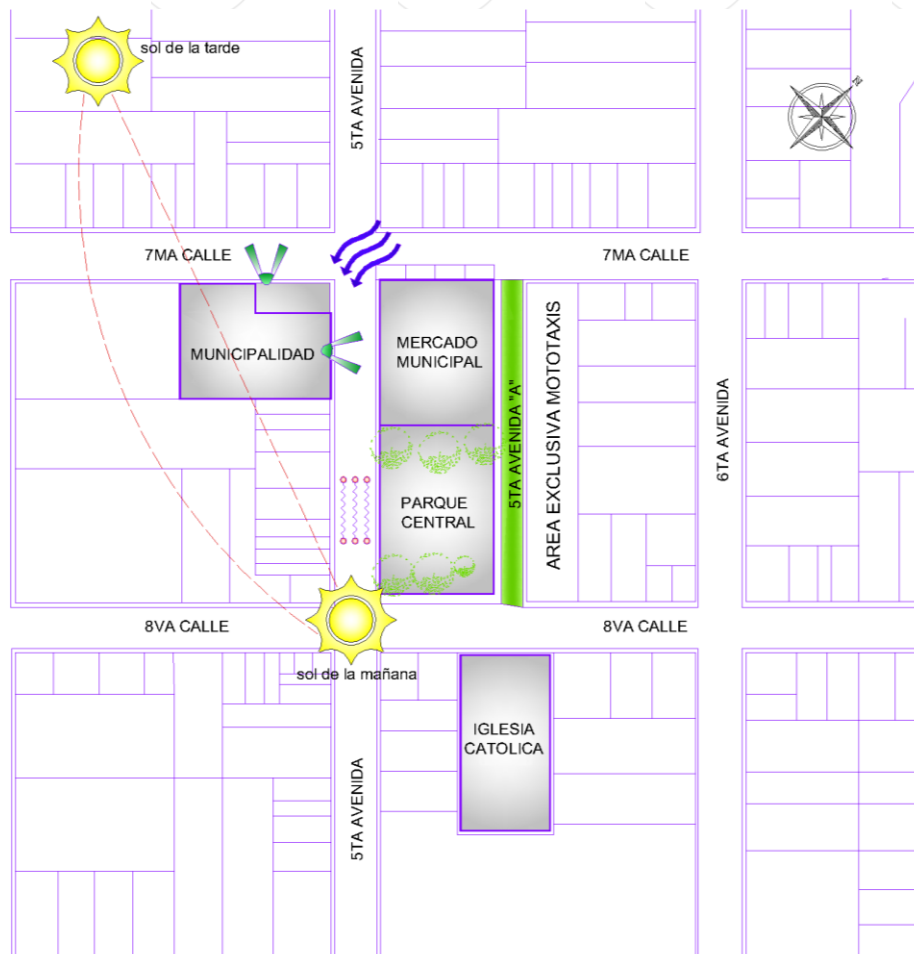 sol de la tarde
5TA AVENIDA
7MA CALLE
7MA CALLE
MUNICIPALIDAD
MERCADO
MUNICIPAL
5TA AVENIDA "A"
AREA EXCLUSIVA MOTOTAXIS
6TA AVENIDA
PARQUE
CENTRAL
8VA CALLE
8VA CALLE
sol de la mañana
IGLESIA
CATOLICA
5TA AVENIDA